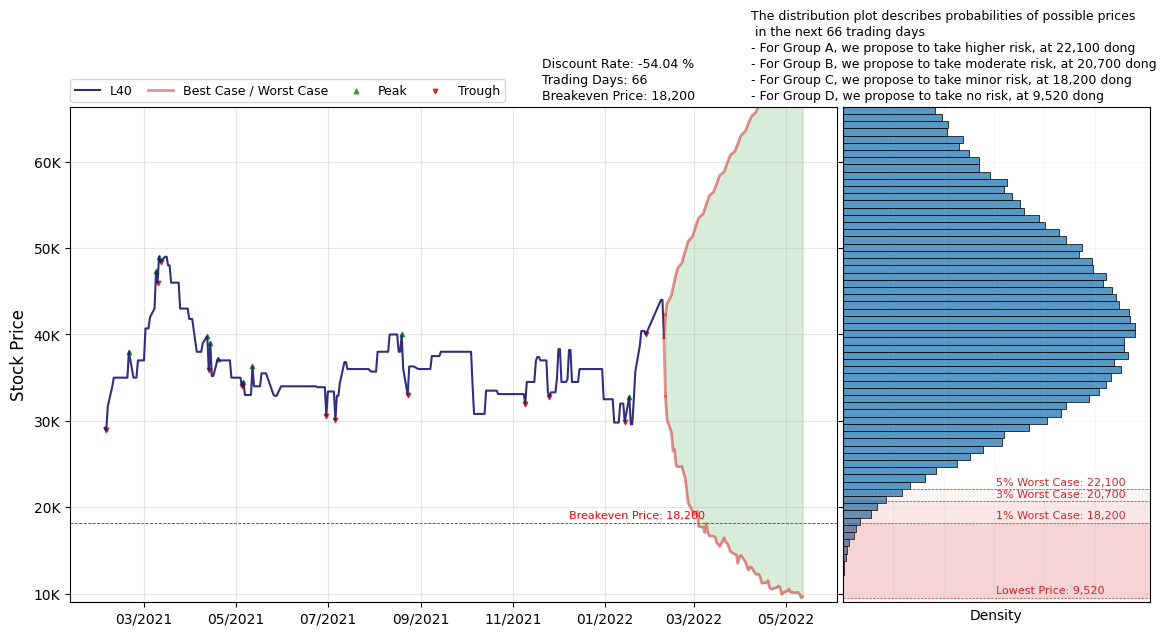 The distribution plot describes probabilities of possible prices
in the next 66 trading days
- For Group A, we propose to take higher risk, at 22,100 dong
- For Group B, we propose to take moderate risk, at 20,700 dong
- For Group C, we propose to take minor risk, at 18,200 dong
- For Group D, we propose to take no risk, at 9,520 dong
Discount Rate: -54.04 %
Trading Days: 66
Breakeven Price: 18,200
L40 Best Case / Worst Case Peak Trough
Stock Price
60K
50K
40K
30K
20K
10K
Breakeven Price: 18,200
5% Worst Case: 22,100
3% Worst Case: 20,700
1% Worst Case: 18,200
Lowest Price: 9,520
03/2021 05/2021 07/2021 09/2021 11/2021 01/2022 03/2022 05/2022
Density